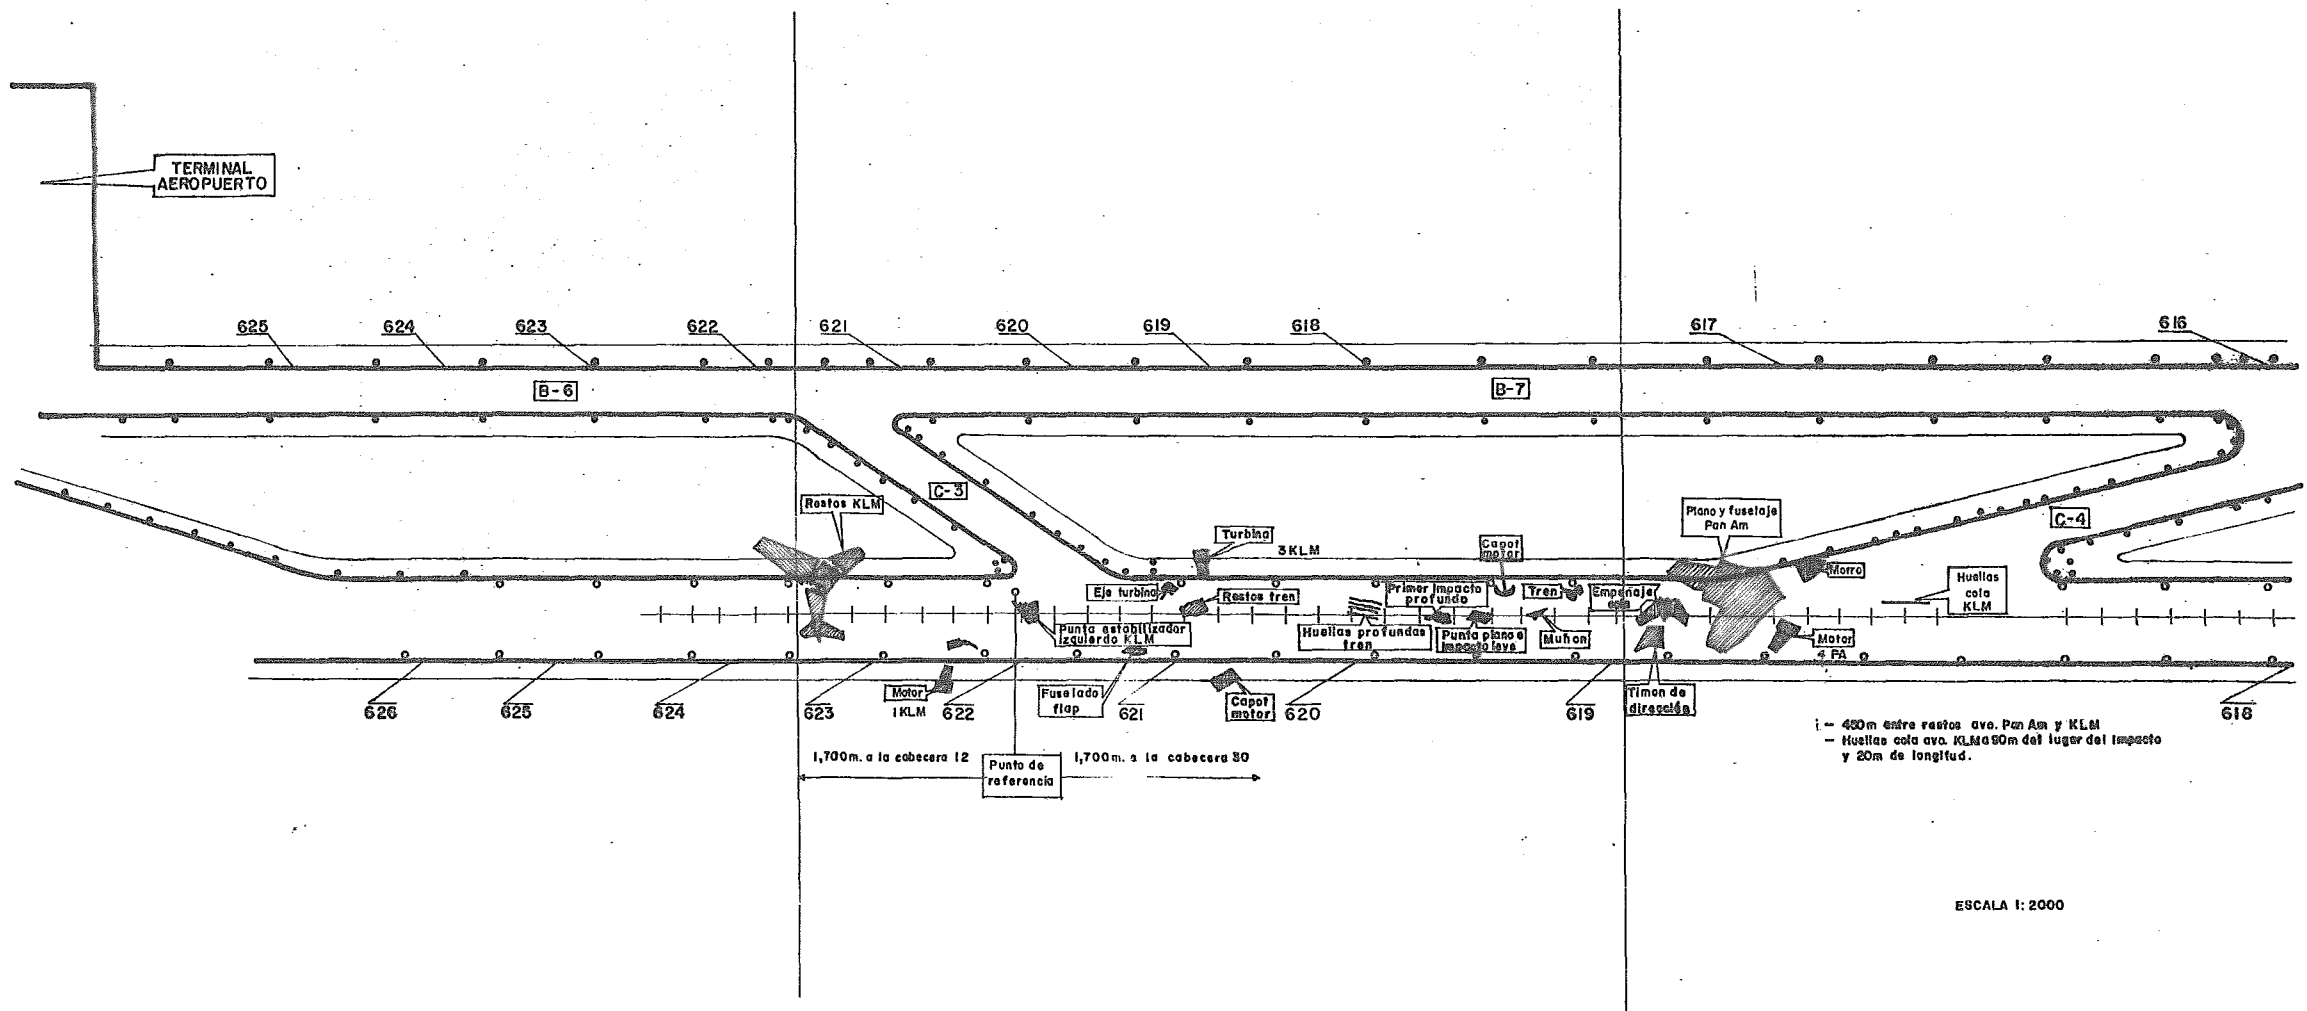 TERMINAL
AEROPUERTO
625
624
623
622
621
620
619
618
617
616
B-6
B-7
C-3
C-4
Restos KLM
Turbina
3 KLM
Capot
motor
Plano y fuselaje
Pan Am
Morro
Huellas
cola
KLM
Eje turbina
Restos tren
Primer impacto
profundo
Tren
Empenaje
cola
Punta estabilizador
izquierdo KLM
Huellas profundas
tren
Punta plano e
impacto leve
Muñon
Motor
4 PA
Motor
1 KLM
Fuselado
flap
Capot
motor
Timon de
dirección
626
625
624
623
622
621
620
619
618
1,700m. a la cabecera 12
Punto de
referencia
1,700m. a la cabecera 30
- 450m entre restos avo. Pan Am y KLM
- Huellas cola avo. KLM a 90m del lugar del impacto
y 20m de longitud.
ESCALA 1:2000